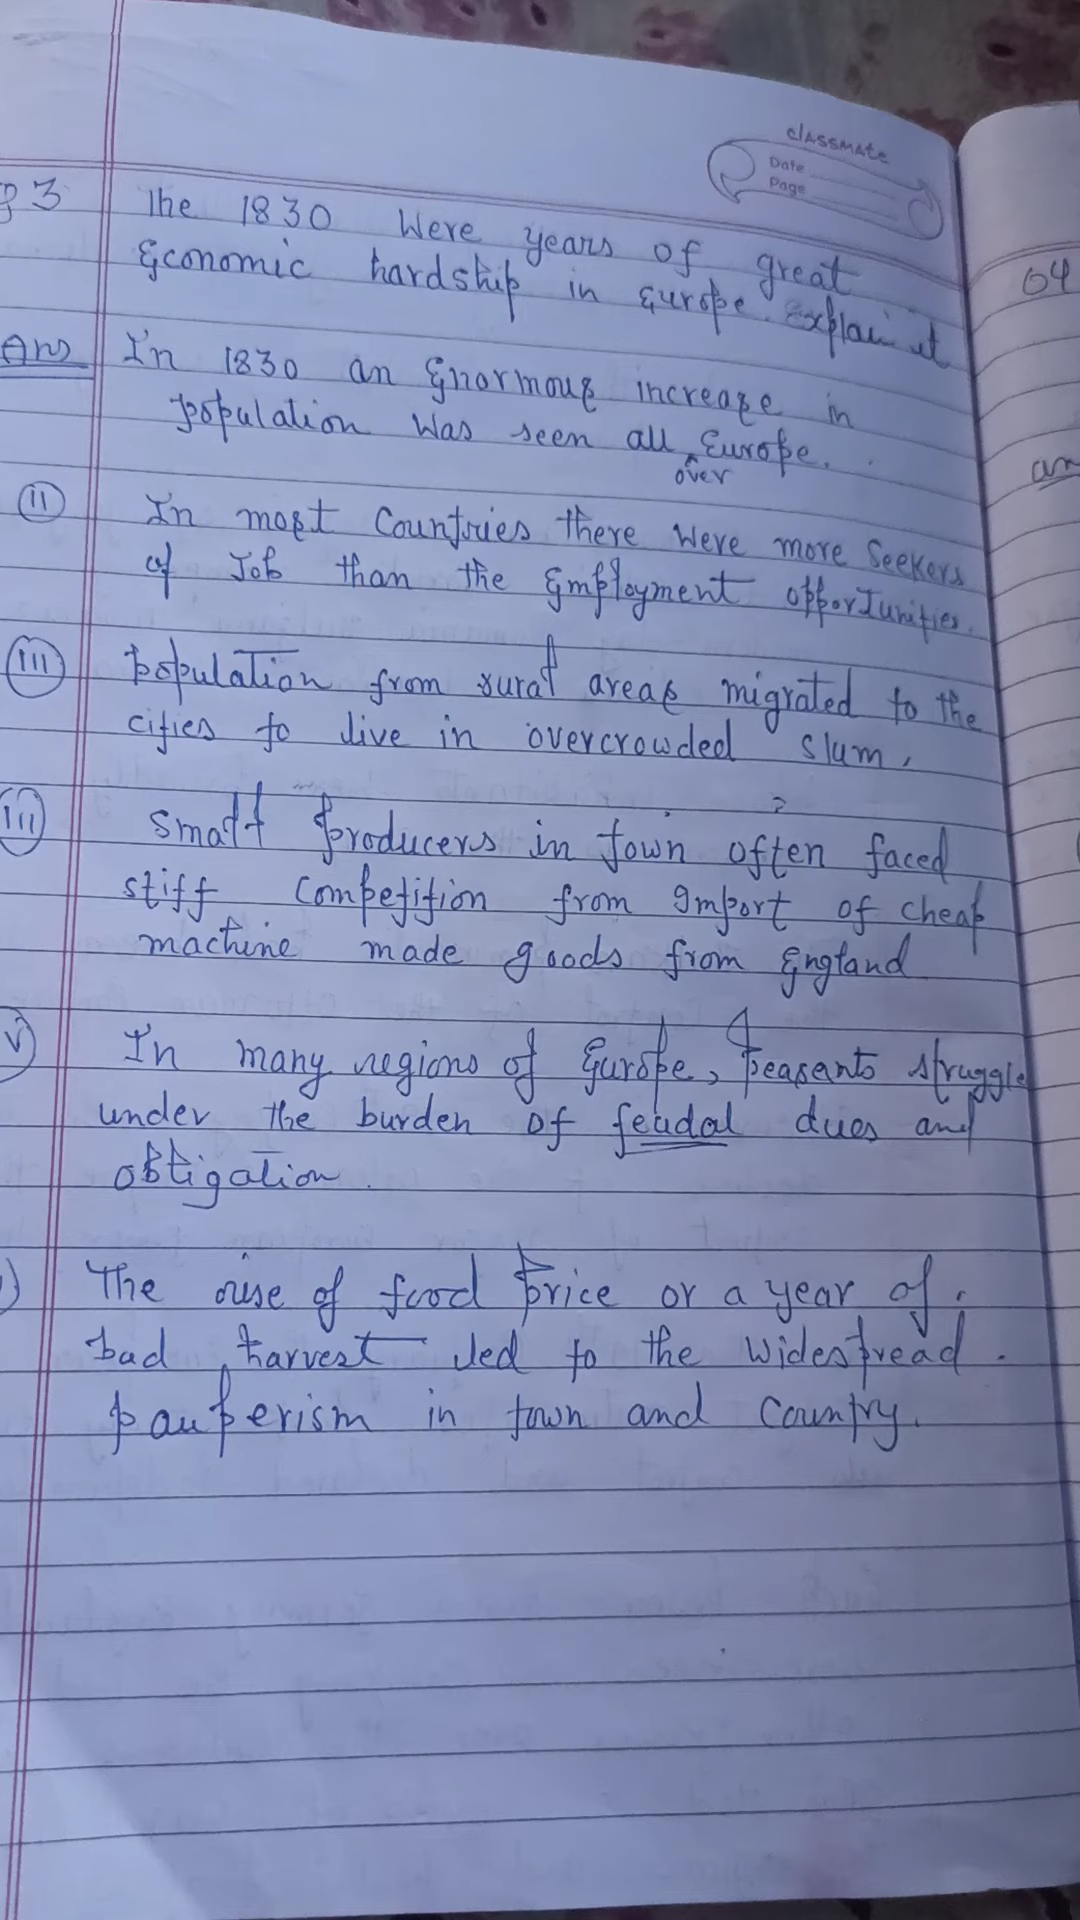 classmate
Date
Page
3 The 1830 Were years of great
Economic hardship in Europe. Explain it
Ans In 1830 an Enormous increase in
population was seen all over Europe.
(ii) In most Countries there were more Seekers
of Job than the Employment opportunities.
(iii) population from rural areas migrated to the
cities to live in overcrowded slum.
(iii) small producers in town often faced
stiff Competition from Import of cheap
machine made goods from England
v) In many regions of Europe, peasants struggle
under the burden of feudal dues and
obligation.
) The rise of food price or a year of
bad harvest led to the widespread.
pauperism in town and Country.
04
an